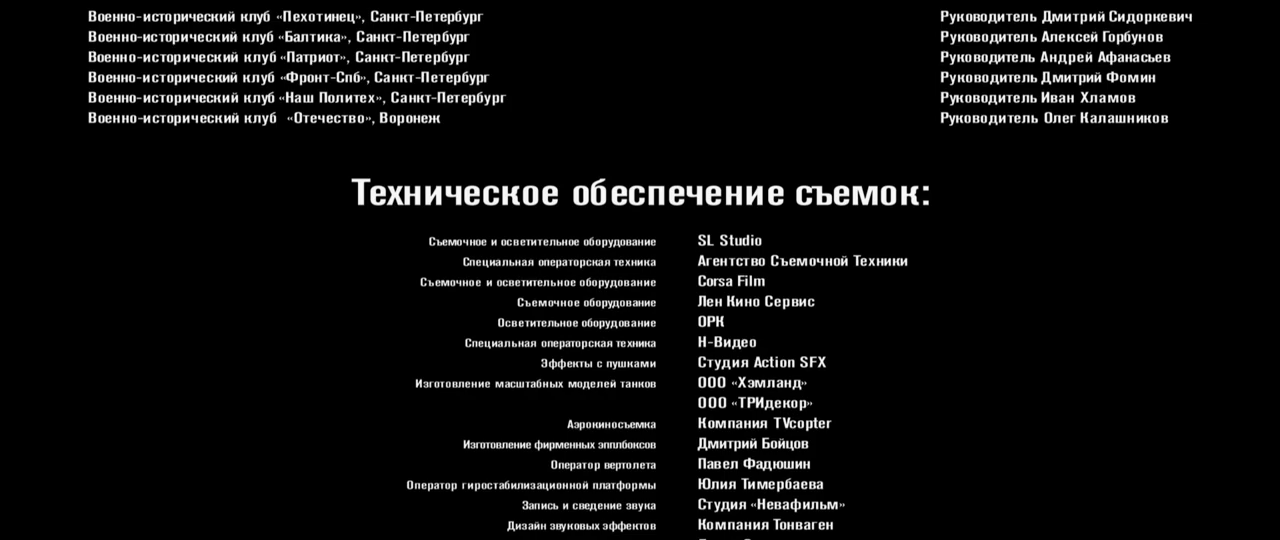 Военно-исторический клуб «Пехотинец», Санкт-Петербург Руководитель Дмитрий Сидоркевич
Военно-исторический клуб «Балтика», Санкт-Петербург Руководитель Алексей Горбунов
Военно-исторический клуб «Патриот», Санкт-Петербург Руководитель Андрей Афанасьев
Военно-исторический клуб «Фронт-Спб», Санкт-Петербург Руководитель Дмитрий Фомин
Военно-исторический клуб «Наш Политех», Санкт-Петербург Руководитель Иван Хламов
Военно-исторический клуб «Отечество», Воронеж Руководитель Олег Калашников
Техническое обеспечение съемок:
Съемочное и осветительное оборудование SL Studio
Специальная операторская техника Агентство Съемочной Техники
Съемочное и осветительное оборудование Corsa Film
Съемочное оборудование Лен Кино Сервис
Осветительное оборудование ОРК
Специальная операторская техника Н-Видео
Эффекты с пушками Студия Action SFX
Изготовление масштабных моделей танков ООО «Хэмланд»
ООО «ТРИдекор»
Аэрокиносъемка Компания TVcopter
Изготовление фирменных эпплбоксов Дмитрий Бойцов
Оператор вертолета Павел Фадюшин
Оператор гиростабилизационной платформы Юлия Тимербаева
Запись и сведение звука Студия «Невафильм»
Дизайн звуковых эффектов Компания Тонваген